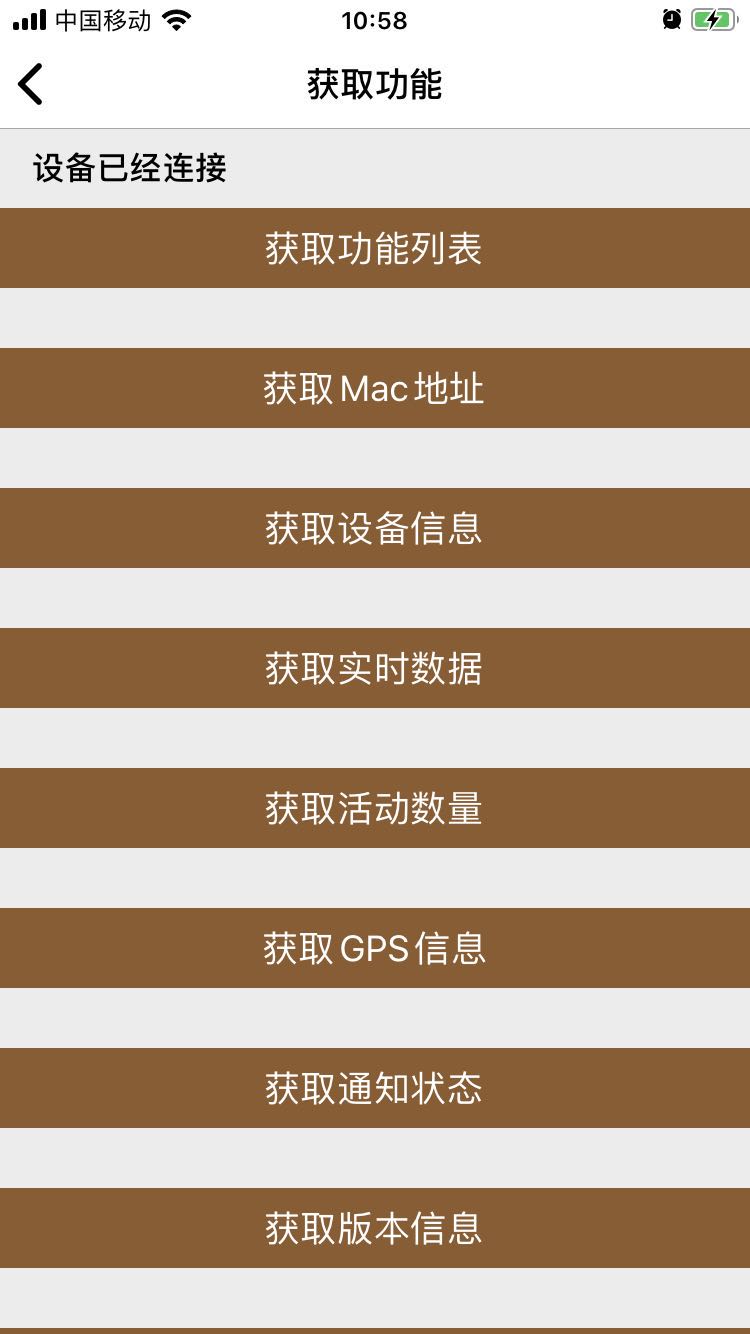 中国移动
10:58
获取功能
设备已经连接
获取功能列表
获取Mac地址
获取设备信息
获取实时数据
获取活动数量
获取GPS信息
获取通知状态
获取版本信息